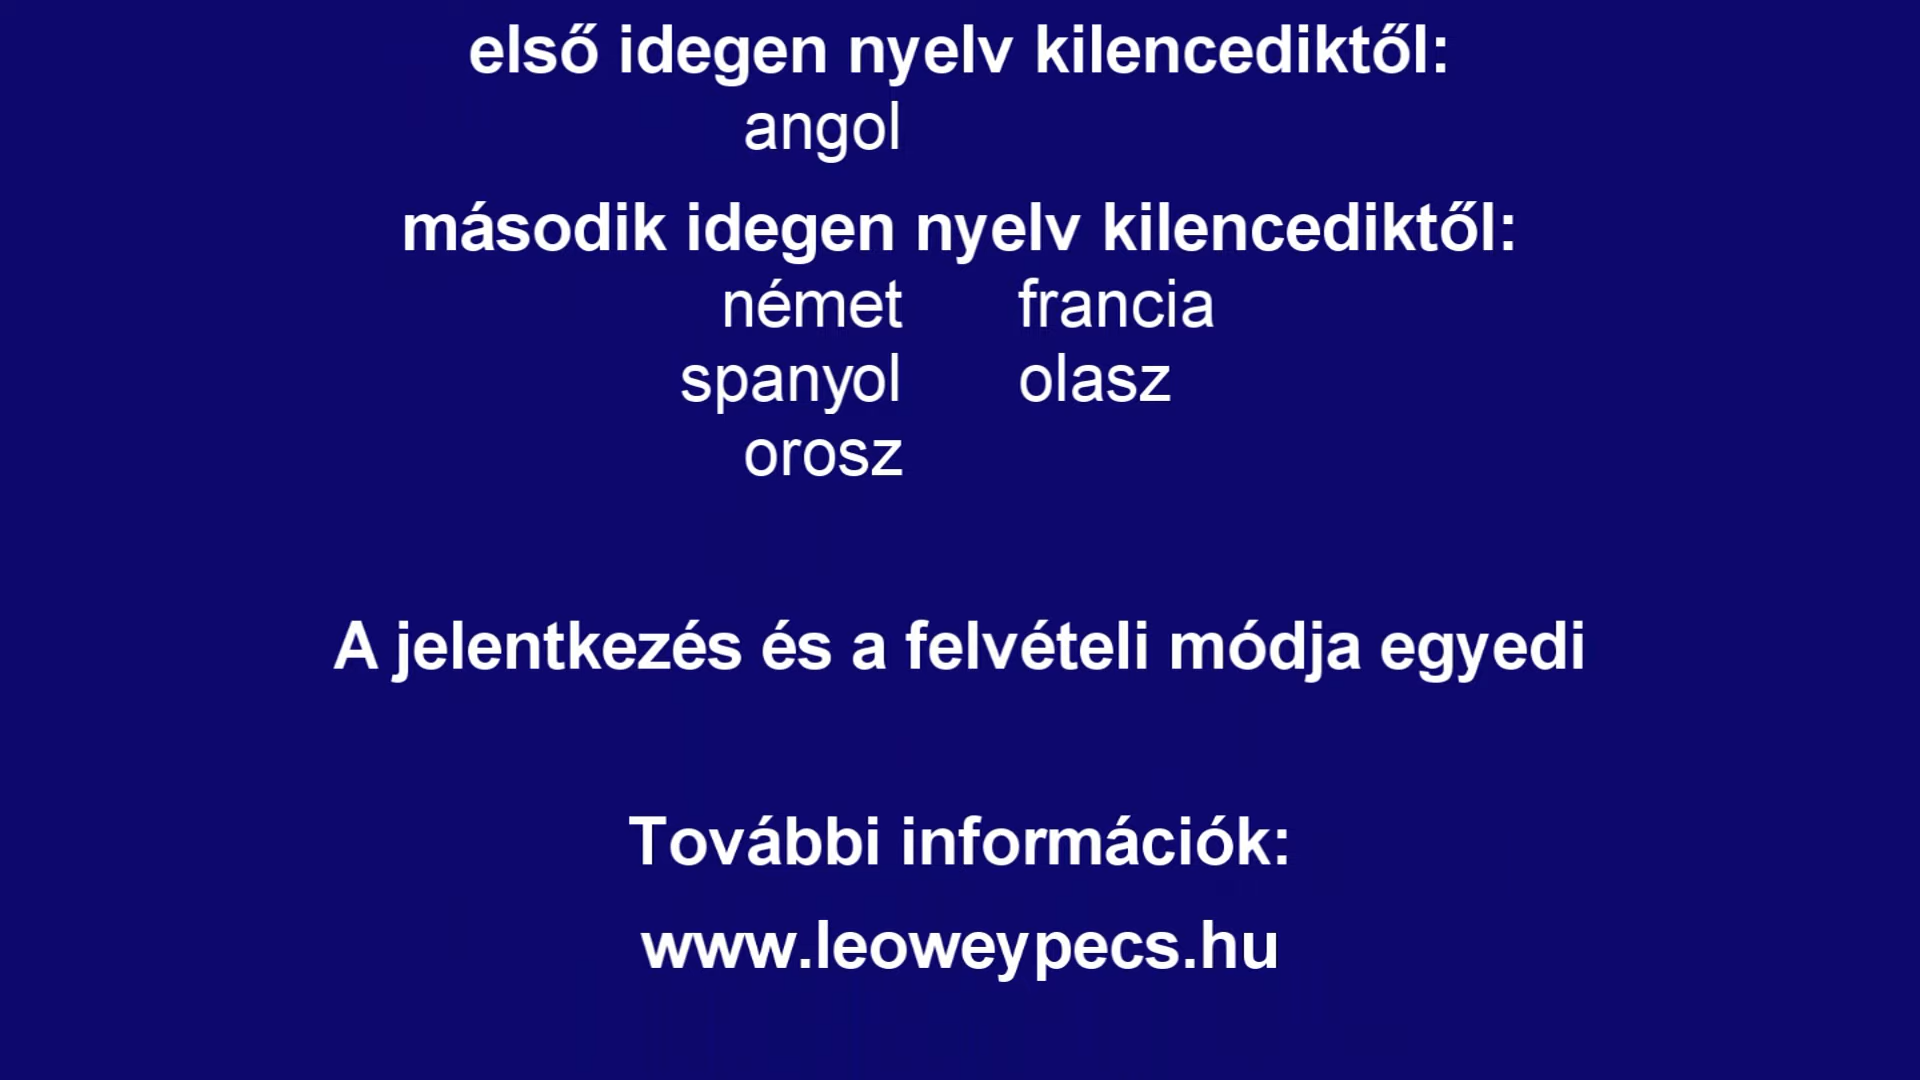 első idegen nyelv kilencediktől:
angol
második idegen nyelv kilencediktől:
német francia
spanyol olasz
orosz
A jelentkezés és a felvételi módja egyedi
További információk:
www.leoweypecs.hu